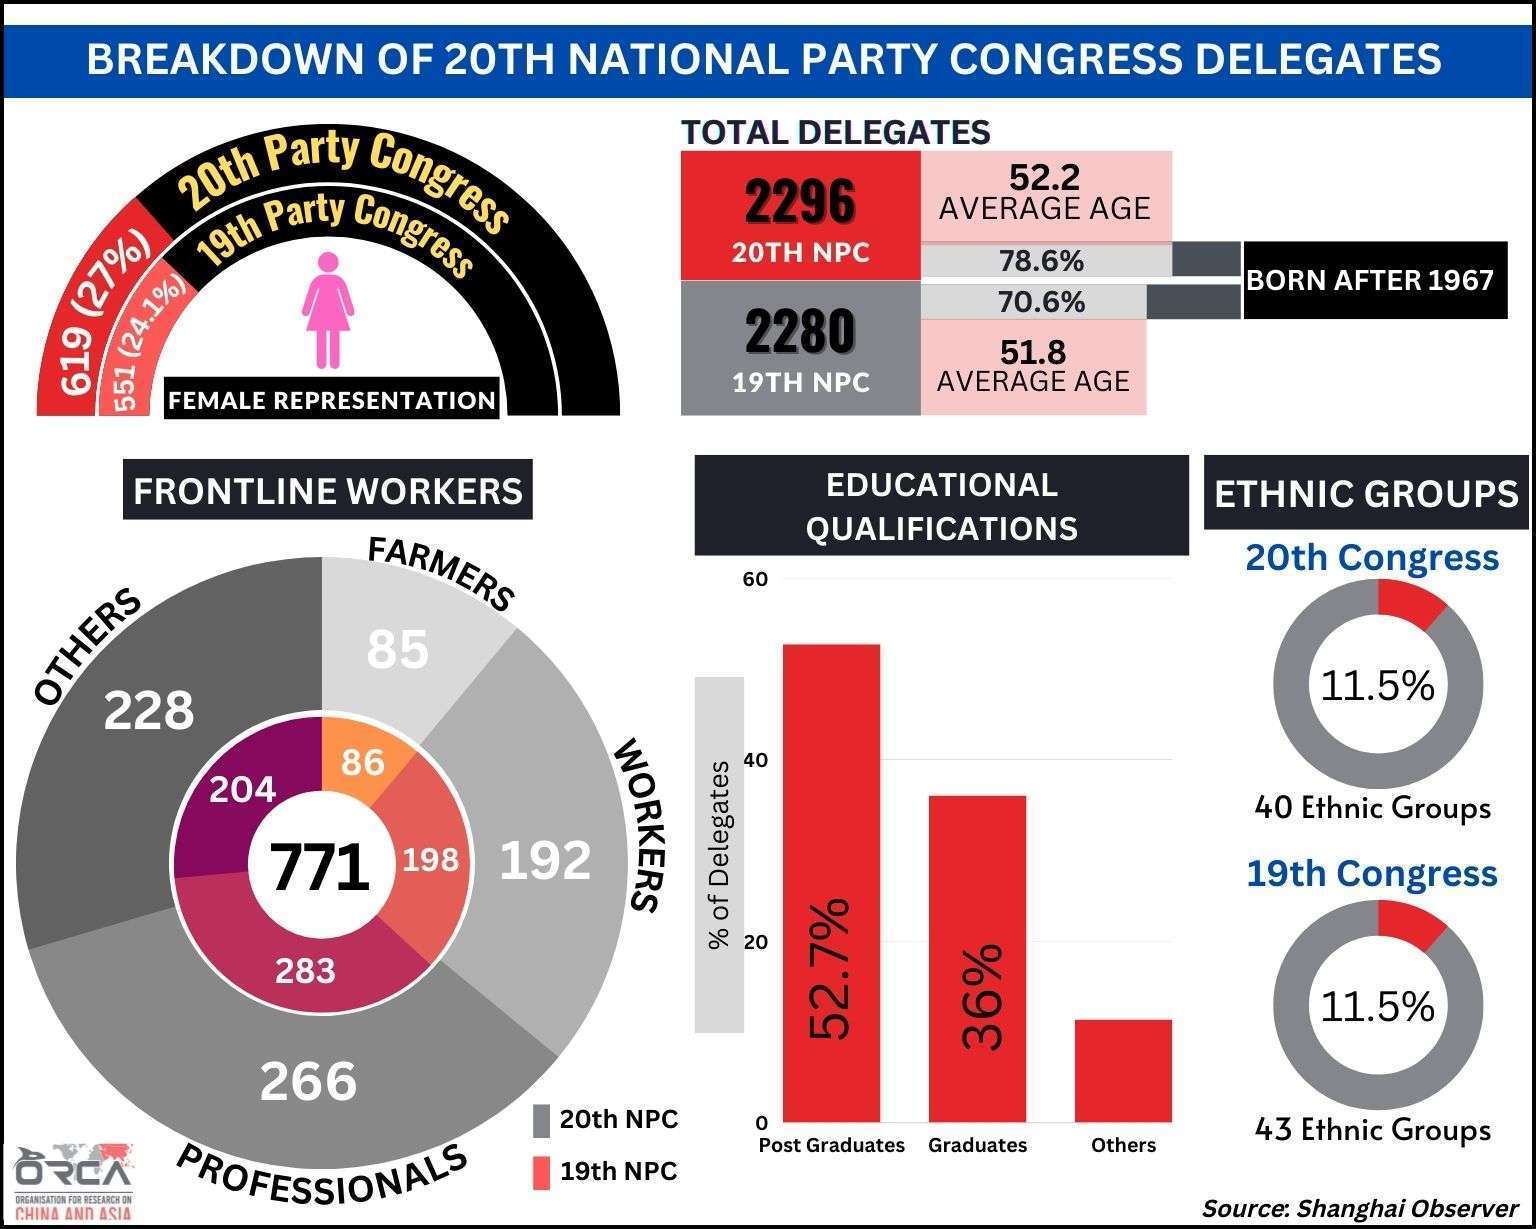 BREAKDOWN OF 20TH NATIONAL PARTY CONGRESS DELEGATES
20th Party Congress
19th Party Congress
619 (27%)
551 (24.1%)
FEMALE REPRESENTATION
TOTAL DELEGATES
2296
20TH NPC
52.2
AVERAGE AGE
78.6%
BORN AFTER 1967
70.6%
2280
19TH NPC
51.8
AVERAGE AGE
FRONTLINE WORKERS
FARMERS
85
OTHERS
228
WORKERS
192
86
204
198
771
283
266
PROFESSIONALS
20th NPC
19th NPC
EDUCATIONAL
QUALIFICATIONS
60
40
20
0
% of Delegates
52.7%
36%
Post Graduates
Graduates
Others
ETHNIC GROUPS
20th Congress
11.5%
40 Ethnic Groups
19th Congress
11.5%
43 Ethnic Groups
ORCA
ORGANISATION FOR RESEARCH ON
CHINA AND ASIA
Source: Shanghai Observer